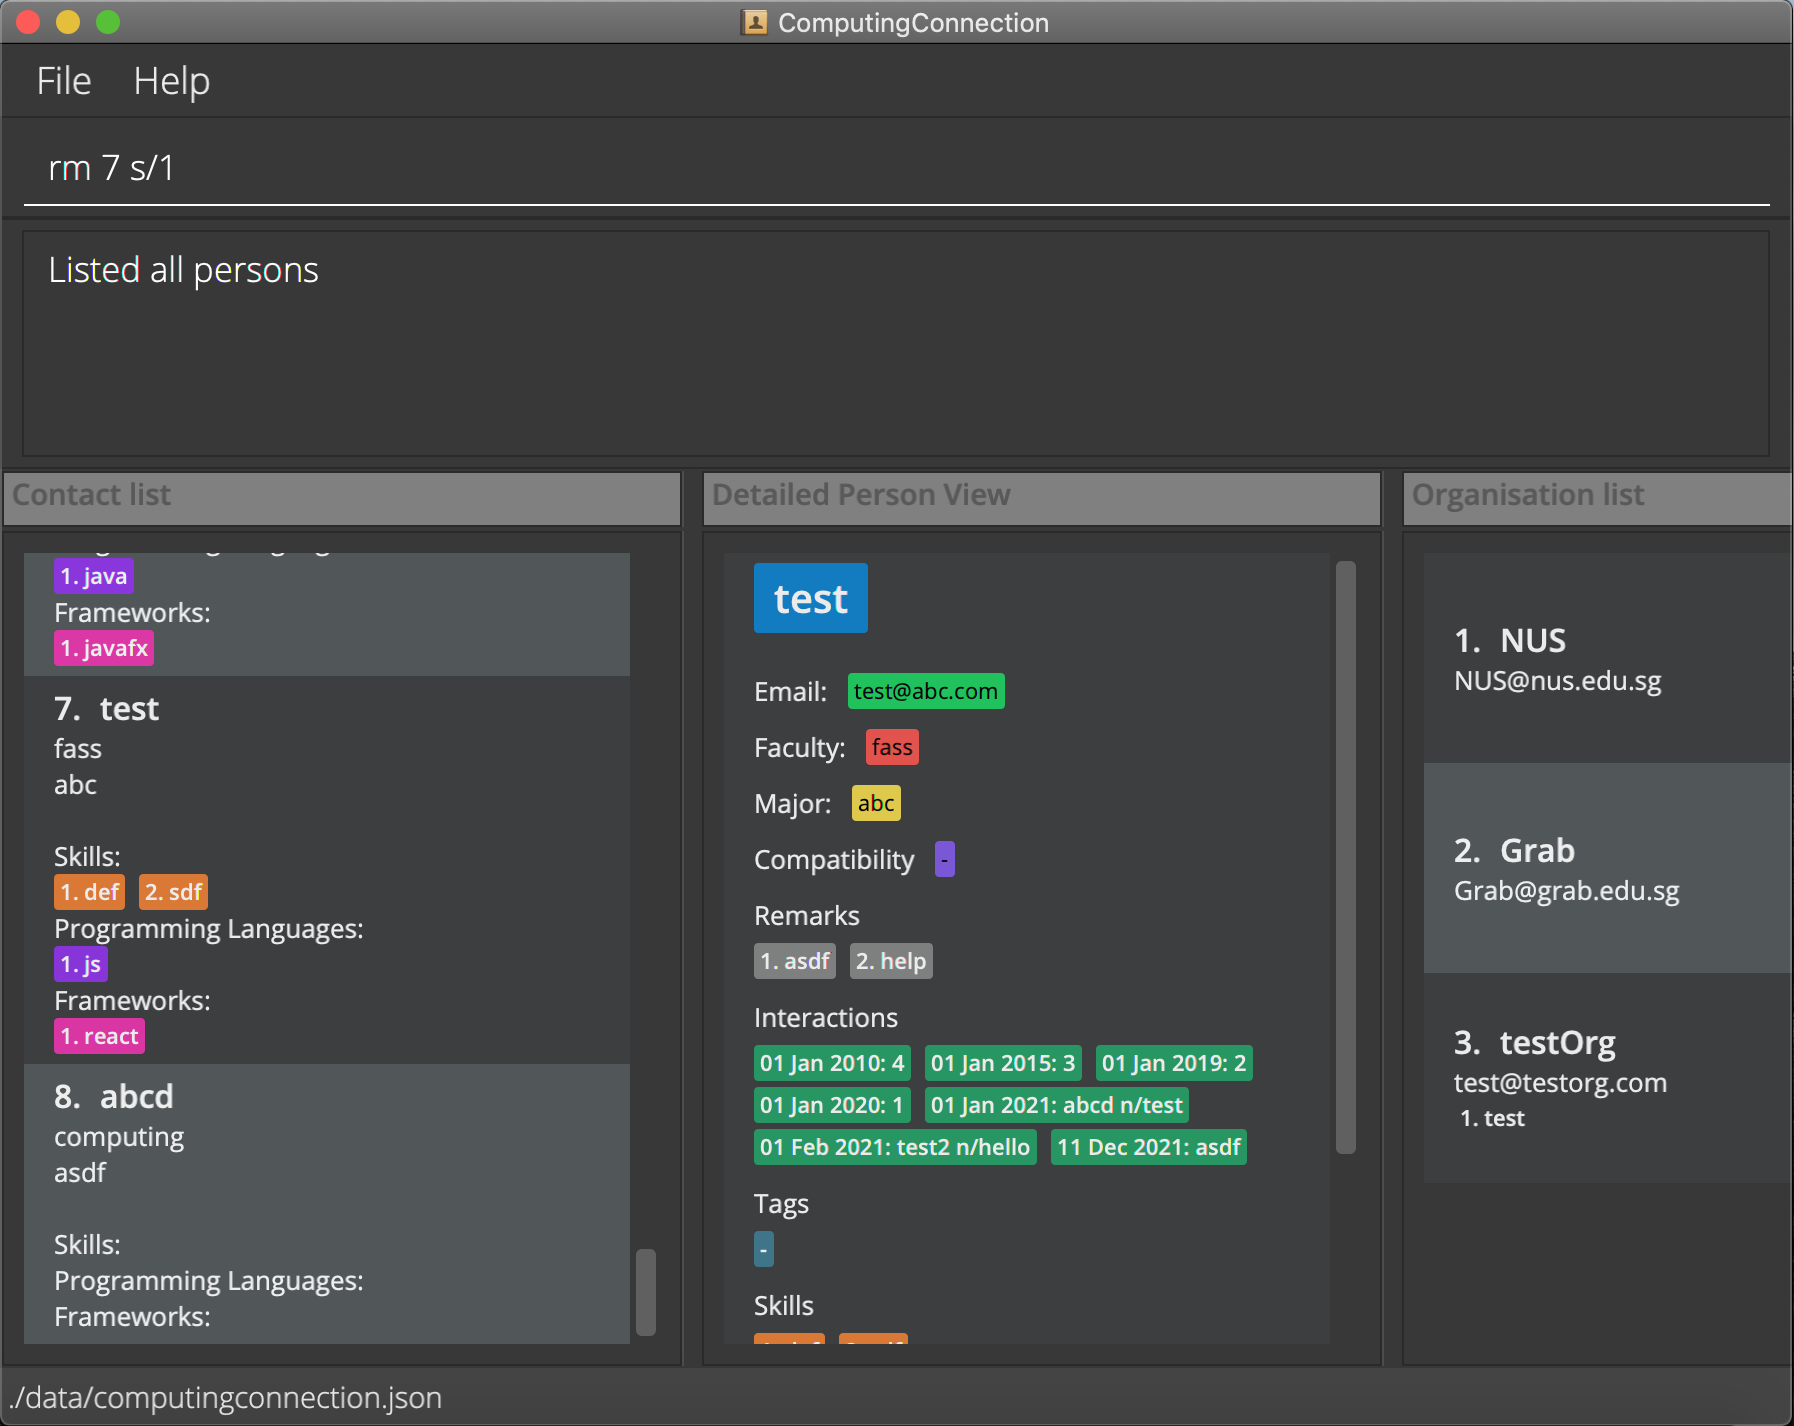 ComputingConnection
File Help
rm 7 s/1
Listed all persons
Contact list
1. java
Frameworks:
1. javafx
7. test
fass
abc
Skills:
1. def 2. sdf
Programming Languages:
1. js
Frameworks:
1. react
8. abcd
computing
asdf
Skills:
Programming Languages:
Frameworks:
Detailed Person View
test
Email: test@abc.com
Faculty: fass
Major: abc
Compatibility -
Remarks
1. asdf 2. help
Interactions
01 Jan 2010: 4 01 Jan 2015: 3 01 Jan 2019: 2
01 Jan 2020: 1 01 Jan 2021: abcd n/test
01 Feb 2021: test2 n/hello 11 Dec 2021: asdf
Tags
-
Skills
Organisation list
1. NUS
NUS@nus.edu.sg
2. Grab
Grab@grab.edu.sg
3. testOrg
test@testorg.com
1. test
./data/computingconnection.json